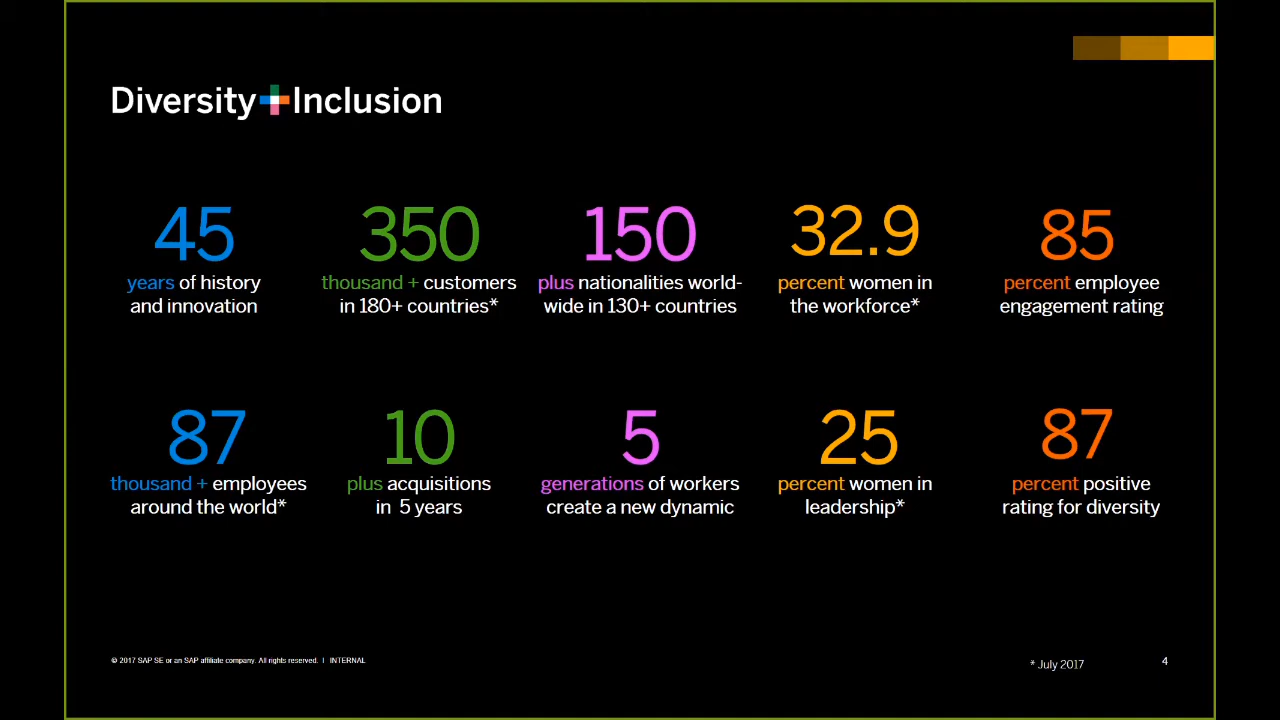 Diversity+Inclusion
45
years of history
and innovation
350
thousand + customers
in 180+ countries*
150
plus nationalities world-
wide in 130+ countries
32.9
percent women in
the workforce*
85
percent employee
engagement rating
87
thousand + employees
around the world*
10
plus acquisitions
in 5 years
5
generations of workers
create a new dynamic
25
percent women in
leadership*
87
percent positive
rating for diversity
© 2017 SAP SE or an SAP affiliate company. All rights reserved. | INTERNAL
* July 2017
4